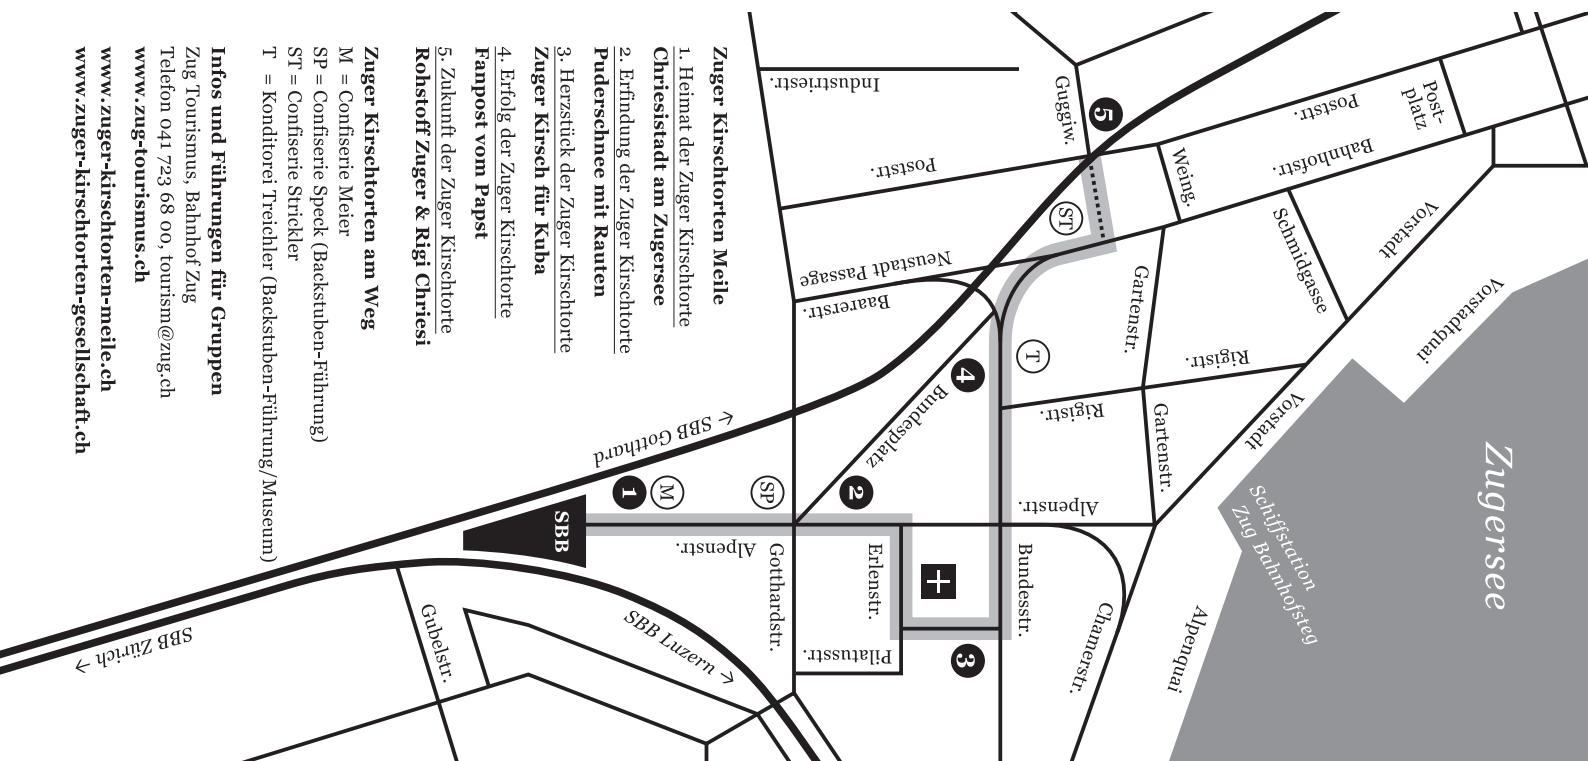 Zuger Kirschtorten Meile
1. Heimat der Zuger Kirschtorte
Chriesistadt am Zugersee
2. Erfindung der Zuger Kirschtorte
Puderschnee mit Rauten
3. Herzstück der Zuger Kirschtorte
Zuger Kirsch für Kuba
4. Erfolg der Zuger Kirschtorte
Fanpost vom Papst
5. Zukunft der Zuger Kirschtorte
Rohstoff Zuger & Rigi Chriesi
Zuger Kirschtorten am Weg
M = Confiserie Meier
SP = Confiserie Speck (Backstuben-Führung)
ST = Confiserie Strickler
T = Konditorei Treichler (Backstuben-Führung/Museum)
Infos und Führungen für Gruppen
Zug Tourismus, Bahnhof Zug
Telefon 041 723 68 00, tourism@zug.ch
www.zug-tourismus.ch
www.zuger-kirschtorten-meile.ch
www.zuger-kirschtorten-gesellschaft.ch
Industriestr.
Guggiw.
5
Poststr.
Post-
platz
Bahnhofstr.
Weing.
Poststr.
ST
Neustadt Passage
Baarerstr.
Schmidgasse
Vorstadt
Vorstadtquai
Gartenstr.
Rigistr.
T
4
Bundesplatz
Rigistr.
Gartenstr.
Vorstadt
Zugersee
Schiffstation
Zug Bahnhofsteg
← SBB Gotthard
1
M
SP
2
Alpenstr.
SBB
Alpenstr.
Gotthardstr.
Erlenstr.
Bundesstr.
Chamerstr.
Alpenquai
Pilatusstr.
3
Gubelstr.
SBB Luzern →
SBB Zürich →